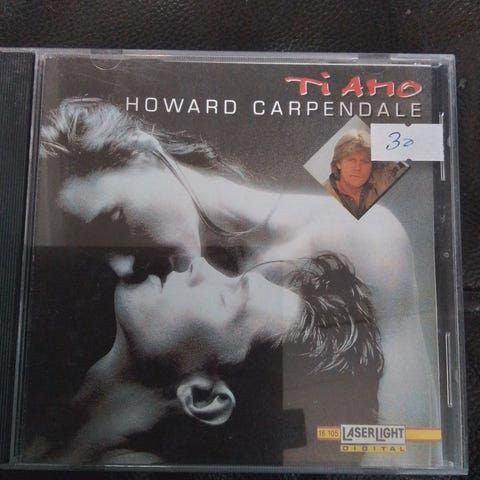 Ti AMO
HOWARD CARPENDALE
30
16 105 LASERLIGHT
DIGITAL